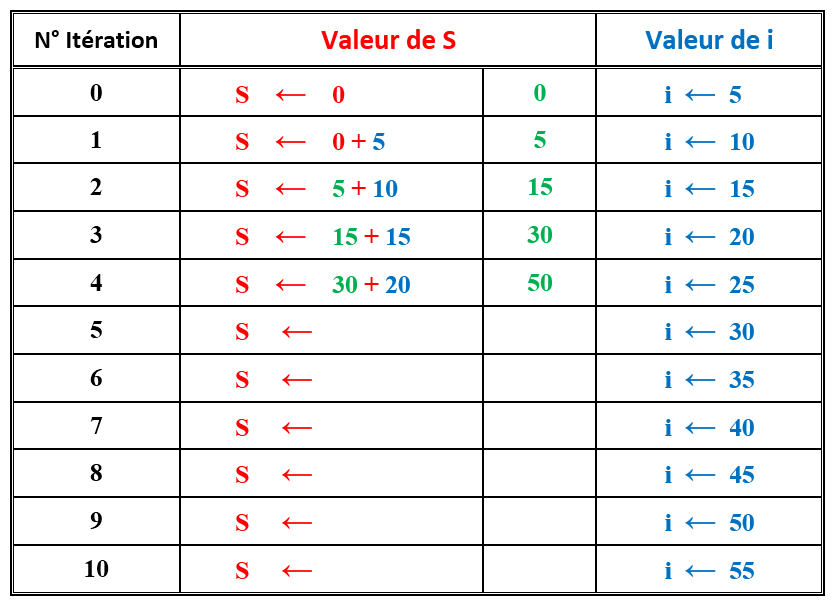 N° Itération Valeur de S Valeur de i
0 S ← 0 0 i ← 5
1 S ← 0 + 5 5 i ← 10
2 S ← 5 + 10 15 i ← 15
3 S ← 15 + 15 30 i ← 20
4 S ← 30 + 20 50 i ← 25
5 S ← i ← 30
6 S ← i ← 35
7 S ← i ← 40
8 S ← i ← 45
9 S ← i ← 50
10 S ← i ← 55